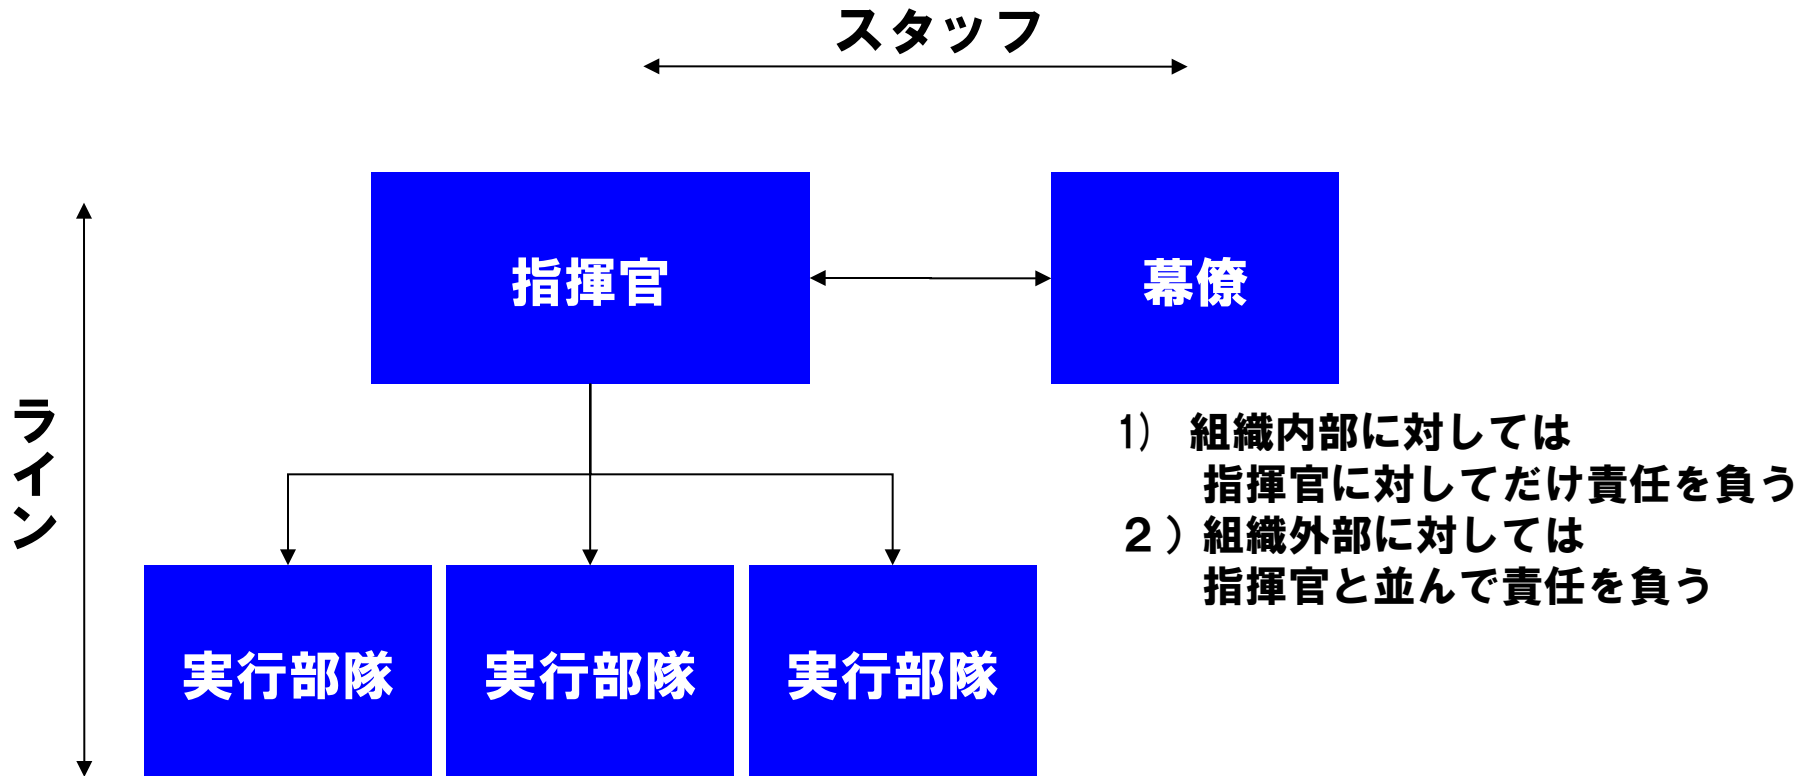 スタッフ
指揮官
幕僚
ライン
1) 組織内部に対しては
指揮官に対してだけ責任を負う
２）組織外部に対しては
指揮官と並んで責任を負う
実行部隊
実行部隊
実行部隊